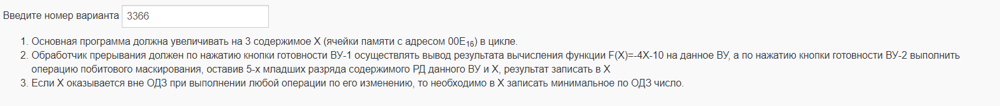 Введите номер варианта 3366
1. Основная программа должна увеличивать на 3 содержимое X (ячейки памяти с адресом 00E₁₆) в цикле.
2. Обработчик прерывания должен по нажатию кнопки готовности ВУ-1 осуществлять вывод результата вычисления функции F(X)=-4X-10 на данное ВУ, а по нажатию кнопки готовности ВУ-2 выполнить
операцию побитового маскирования, оставив 5-х младших разряда содержимого РД данного ВУ и X, результат записать в X
3. Если X оказывается вне ОДЗ при выполнении любой операции по его изменению, то необходимо в X записать минимальное по ОДЗ число.